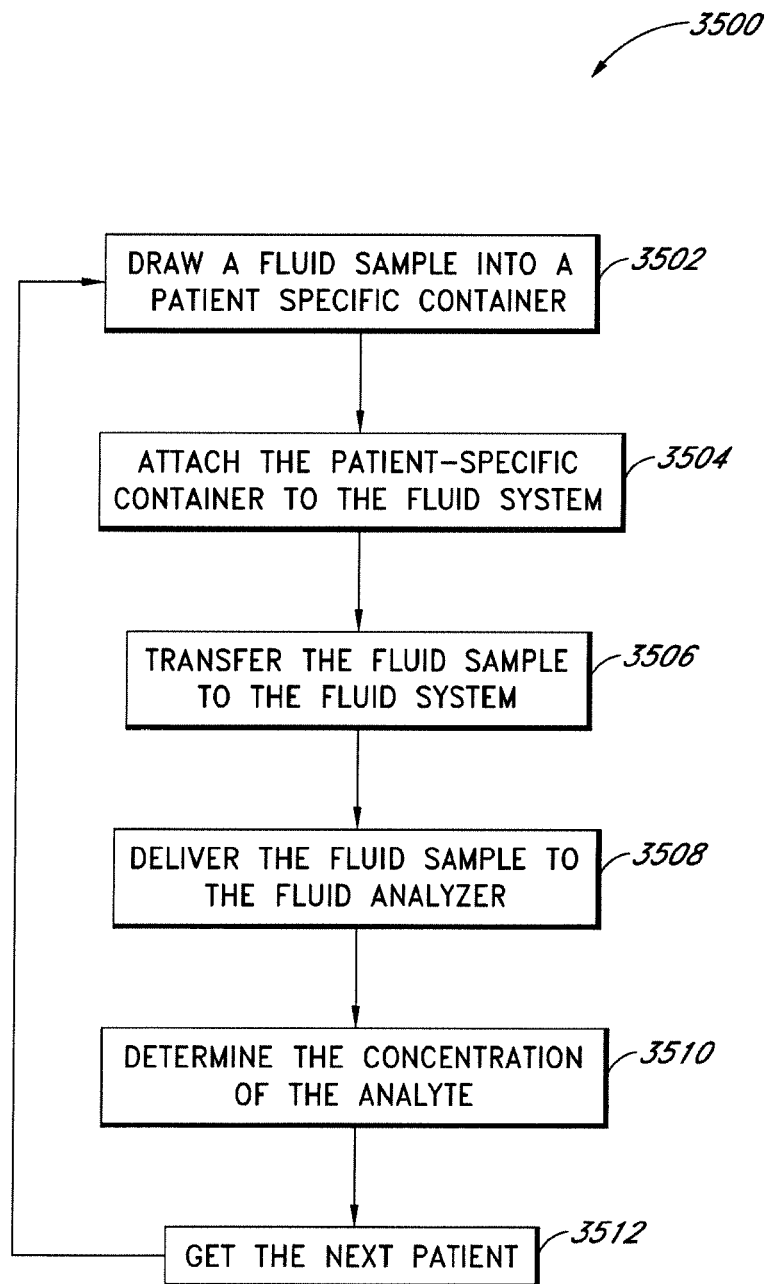 3500
DRAW A FLUID SAMPLE INTO A
PATIENT SPECIFIC CONTAINER
3502
ATTACH THE PATIENT-SPECIFIC
CONTAINER TO THE FLUID SYSTEM
3504
TRANSFER THE FLUID SAMPLE
TO THE FLUID SYSTEM
3506
DELIVER THE FLUID SAMPLE TO
THE FLUID ANALYZER
3508
DETERMINE THE CONCENTRATION
OF THE ANALYTE
3510
GET THE NEXT PATIENT
3512